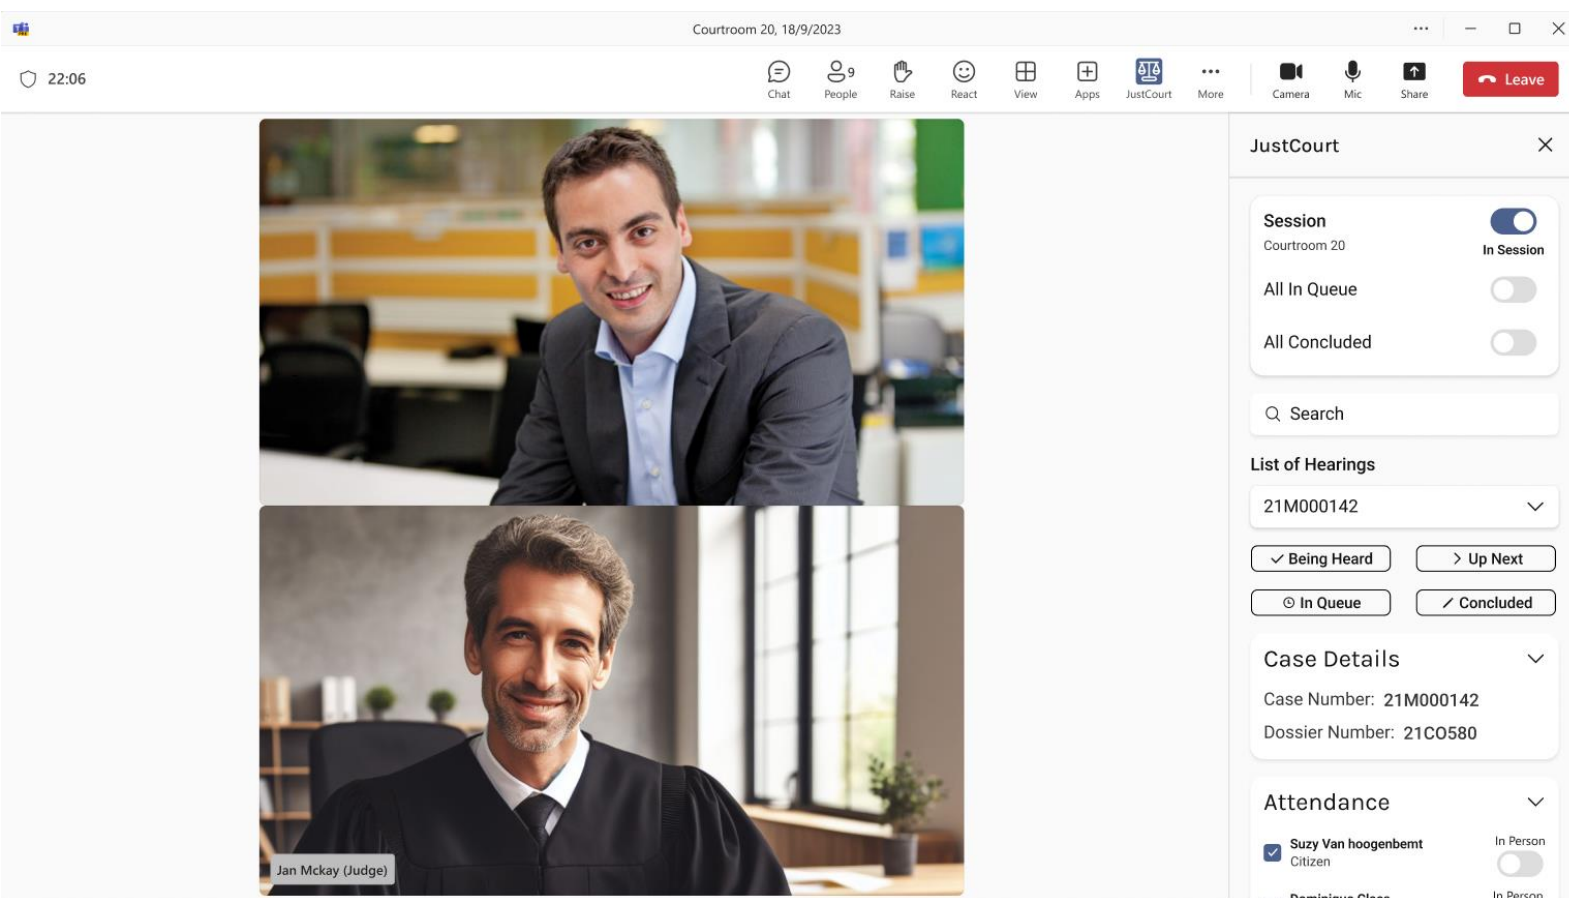 Courtroom 20, 18/9/2023
22:06
9
Chat
People
Raise
React
View
Apps
JustCourt
More
Camera
Mic
Share
Leave
JustCourt
Session
Courtroom 20
In Session
All In Queue
All Concluded
Search
List of Hearings
21M000142
Being Heard
Up Next
In Queue
Concluded
Case Details
Case Number: 21M000142
Dossier Number: 21CO580
Attendance
Suzy Van hoogenbemt
In Person
Citizen
In Person
Jan Mckay (Judge)